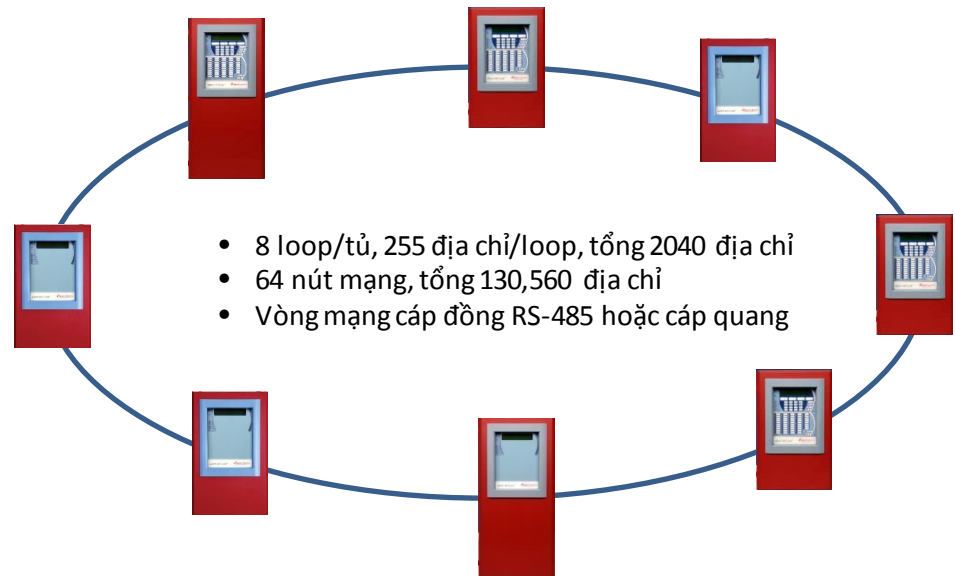 • 8 loop/tủ, 255 địa chỉ/loop, tổng 2040 địa chỉ
• 64 nút mạng, tổng 130,560 địa chỉ
• Vòng mạng cáp đồng RS-485 hoặc cáp quang